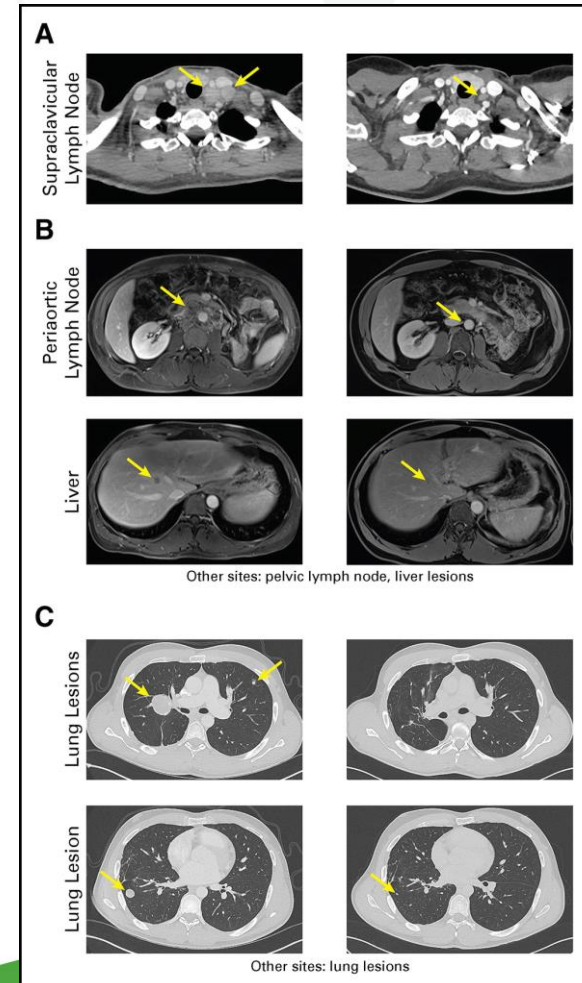 A
Supraclavicular
Lymph Node
B
Periaortic
Lymph Node
Liver
Other sites: pelvic lymph node, liver lesions
C
Lung Lesions
Lung Lesion
Other sites: lung lesions